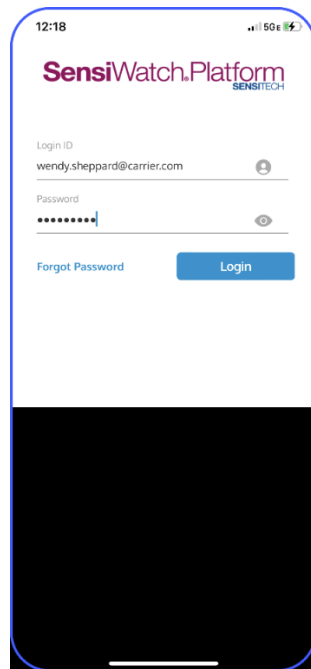 12:18 5G E
SensiWatch®Platform
SENSITECH
Login ID
wendy.sheppard@carrier.com
Password
•••••••••
Forgot Password Login